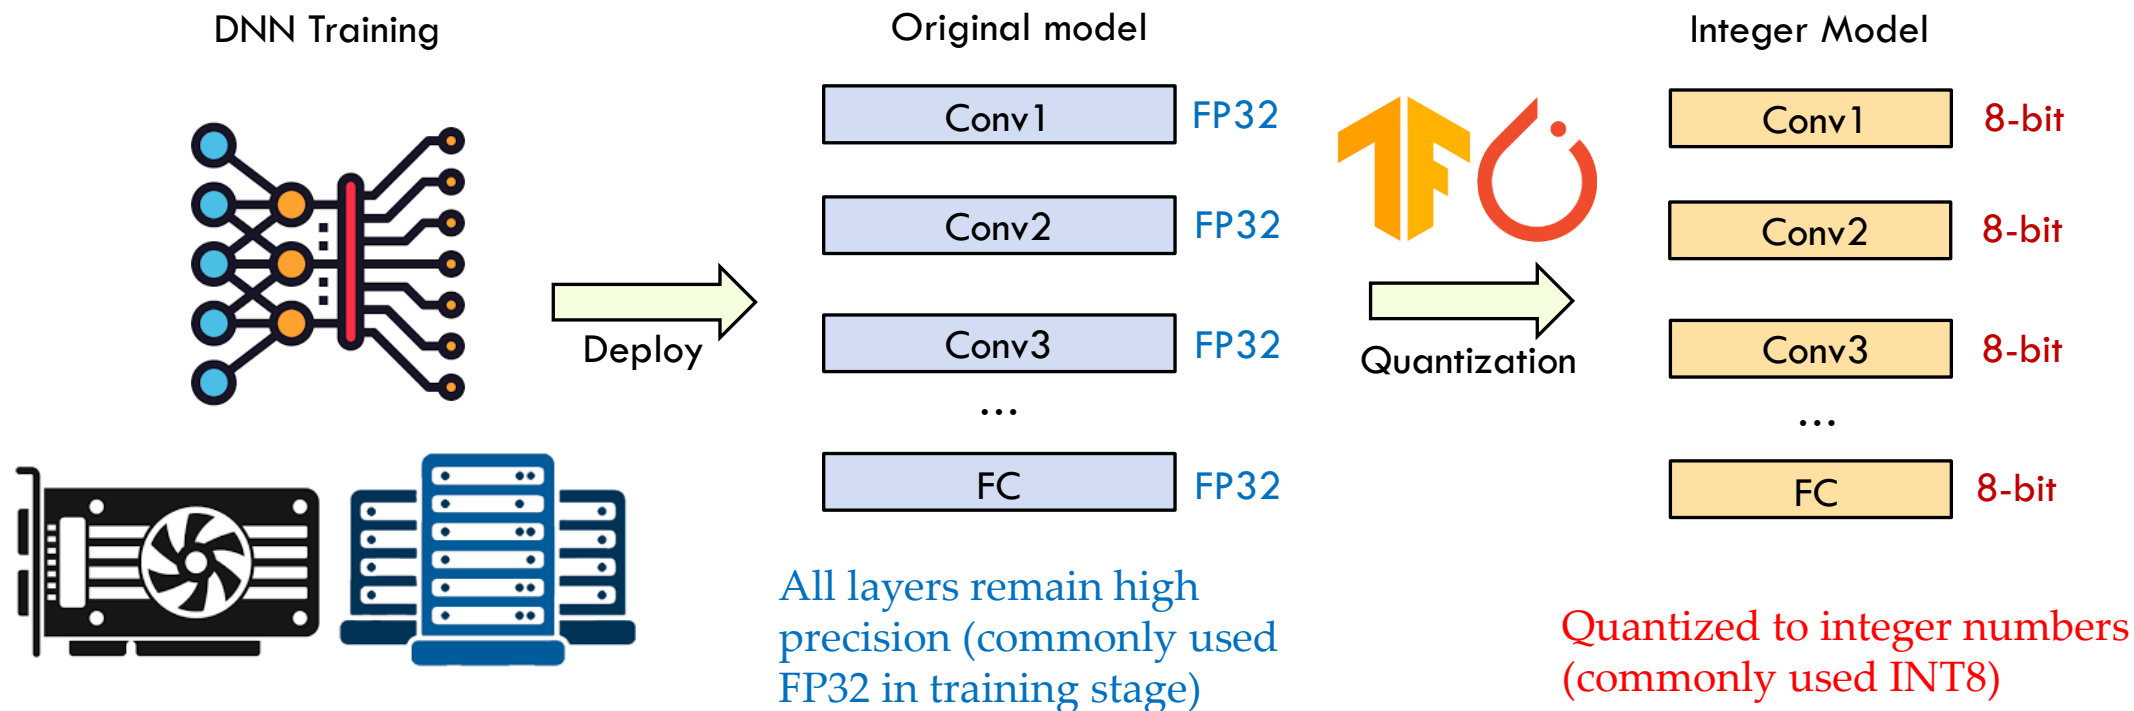 DNN Training
Deploy
Original model
Conv1 FP32
Conv2 FP32
Conv3 FP32
...
FC FP32
All layers remain high
precision (commonly used
FP32 in training stage)
Quantization
Integer Model
Conv1 8-bit
Conv2 8-bit
Conv3 8-bit
...
FC 8-bit
Quantized to integer numbers
(commonly used INT8)